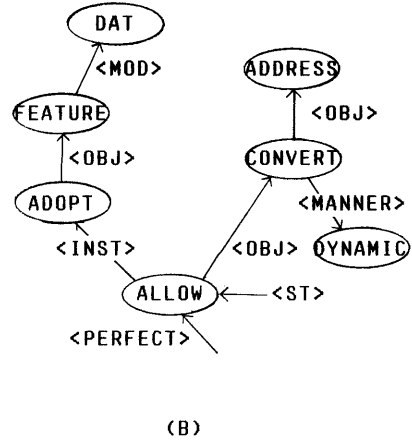 DAT
<MOD>
ADDRESS
FEATURE
<OBJ>
<OBJ>
CONVERT
ADOPT
<MANNER>
<INST>
<OBJ>
DYNAMIC
ALLOW
<ST>
<PERFECT>
(B)